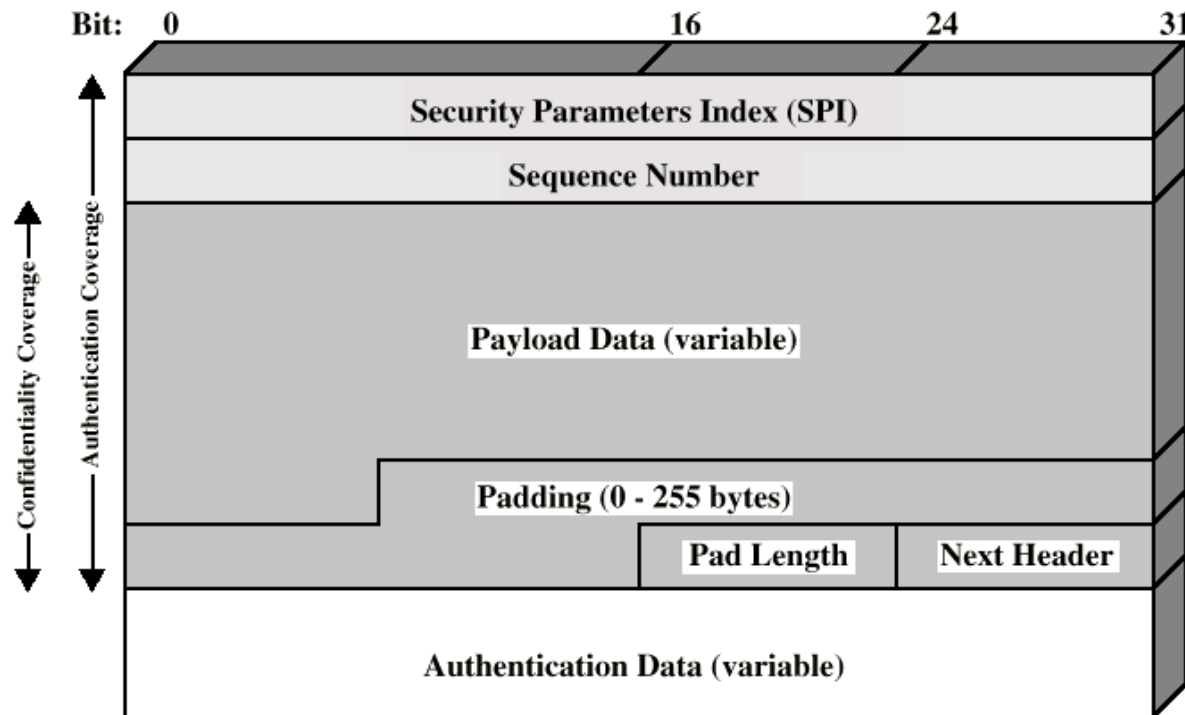 Bit: 0 16 24 31
Security Parameters Index (SPI)
Sequence Number
Confidentiality Coverage
Authentication Coverage
Payload Data (variable)
Padding (0 - 255 bytes)
Pad Length Next Header
Authentication Data (variable)